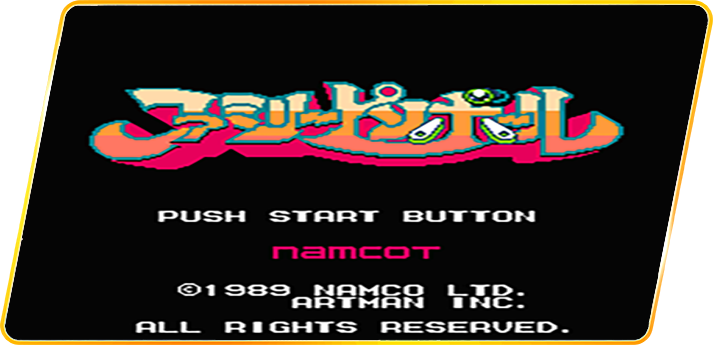 ファミリーピンボール
PUSH START BUTTON
namcot
©1989 NAMCO LTD.
ARTMAN INC.
ALL RIGHTS RESERVED.